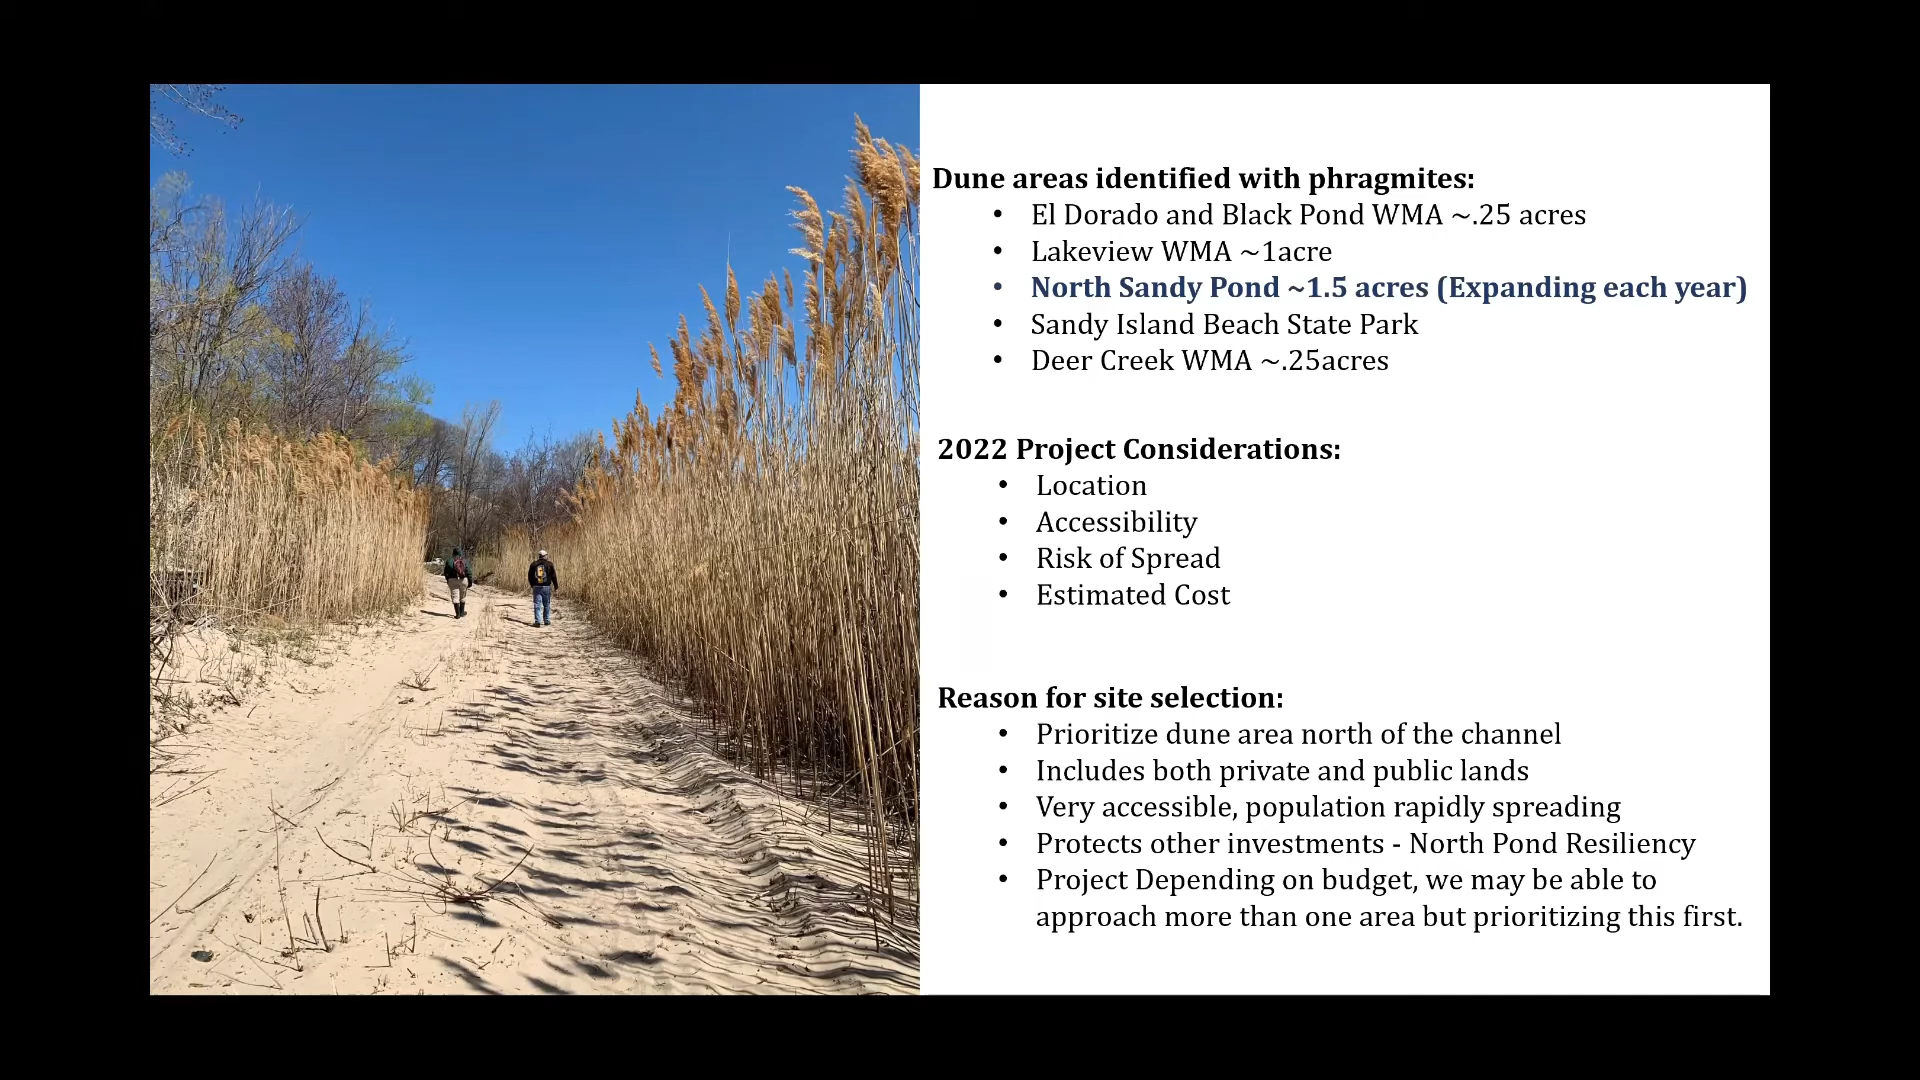 Dune areas identified with phragmites:
• El Dorado and Black Pond WMA ~.25 acres
• Lakeview WMA ~1acre
• North Sandy Pond ~1.5 acres (Expanding each year)
• Sandy Island Beach State Park
• Deer Creek WMA ~.25acres
2022 Project Considerations:
• Location
• Accessibility
• Risk of Spread
• Estimated Cost
Reason for site selection:
• Prioritize dune area north of the channel
• Includes both private and public lands
• Very accessible, population rapidly spreading
• Protects other investments - North Pond Resiliency
• Project Depending on budget, we may be able to
approach more than one area but prioritizing this first.